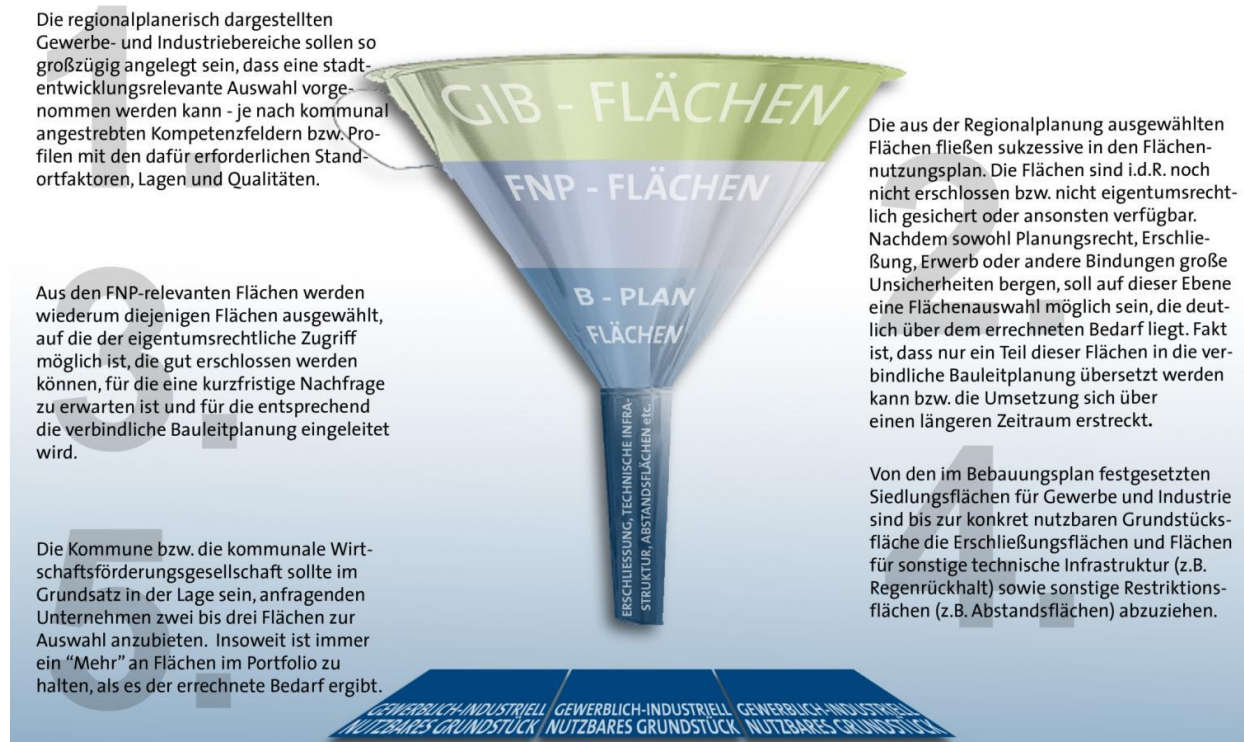 1.
Die regionalplanerisch dargestellten
Gewerbe- und Industriebereiche sollen so
großzügig angelegt sein, dass eine stadt-
entwicklungsrelevante Auswahl vorge-
nommen werden kann - je nach kommunal
angestrebten Kompetenzfeldern bzw. Pro-
filen mit den dafür erforderlichen Stand-
ortfaktoren, Lagen und Qualitäten.
2.
Die aus der Regionalplanung ausgewählten
Flächen fließen sukzessive in den Flächen-
nutzungsplan. Die Flächen sind i.d.R. noch
nicht erschlossen bzw. nicht eigentumsrecht-
lich gesichert oder ansonsten verfügbar.
Nachdem sowohl Planungsrecht, Erschlie-
ßung, Erwerb oder andere Bindungen große
Unsicherheiten bergen, soll auf dieser Ebene
eine Flächenauswahl möglich sein, die deut-
lich über dem errechneten Bedarf liegt. Fakt
ist, dass nur ein Teil dieser Flächen in die ver-
bindliche Bauleitplanung übersetzt werden
kann bzw. die Umsetzung sich über
einen längeren Zeitraum erstreckt.
3.
Aus den FNP-relevanten Flächen werden
wiederum diejenigen Flächen ausgewählt,
auf die der eigentumsrechtliche Zugriff
möglich ist, die gut erschlossen werden
können, für die eine kurzfristige Nachfrage
zu erwarten ist und für die entsprechend
die verbindliche Bauleitplanung eingeleitet
wird.
4.
Von den im Bebauungsplan festgesetzten
Siedlungsflächen für Gewerbe und Industrie
sind bis zur konkret nutzbaren Grundstücks-
fläche die Erschließungsflächen und Flächen
für sonstige technische Infrastruktur (z.B.
Regenrückhalt) sowie sonstige Restriktions-
flächen (z.B. Abstandsflächen) abzuziehen.
5.
Die Kommune bzw. die kommunale Wirt-
schaftsförderungsgesellschaft sollte im
Grundsatz in der Lage sein, anfragenden
Unternehmen zwei bis drei Flächen zur
Auswahl anzubieten. Insoweit ist immer
ein “Mehr” an Flächen im Portfolio zu
halten, als es der errechnete Bedarf ergibt.
GIB - FLÄCHEN
FNP - FLÄCHEN
B - PLAN
FLÄCHEN
ERSCHLIESSUNG, TECHNISCHE INFRA-
STRUKTUR, ABSTANDSFLÄCHEN etc.
GEWERBLICH-INDUSTRIELL
NUTZBARES GRUNDSTÜCK
GEWERBLICH-INDUSTRIELL
NUTZBARES GRUNDSTÜCK
GEWERBLICH-INDUSTRIELL
NUTZBARES GRUNDSTÜCK